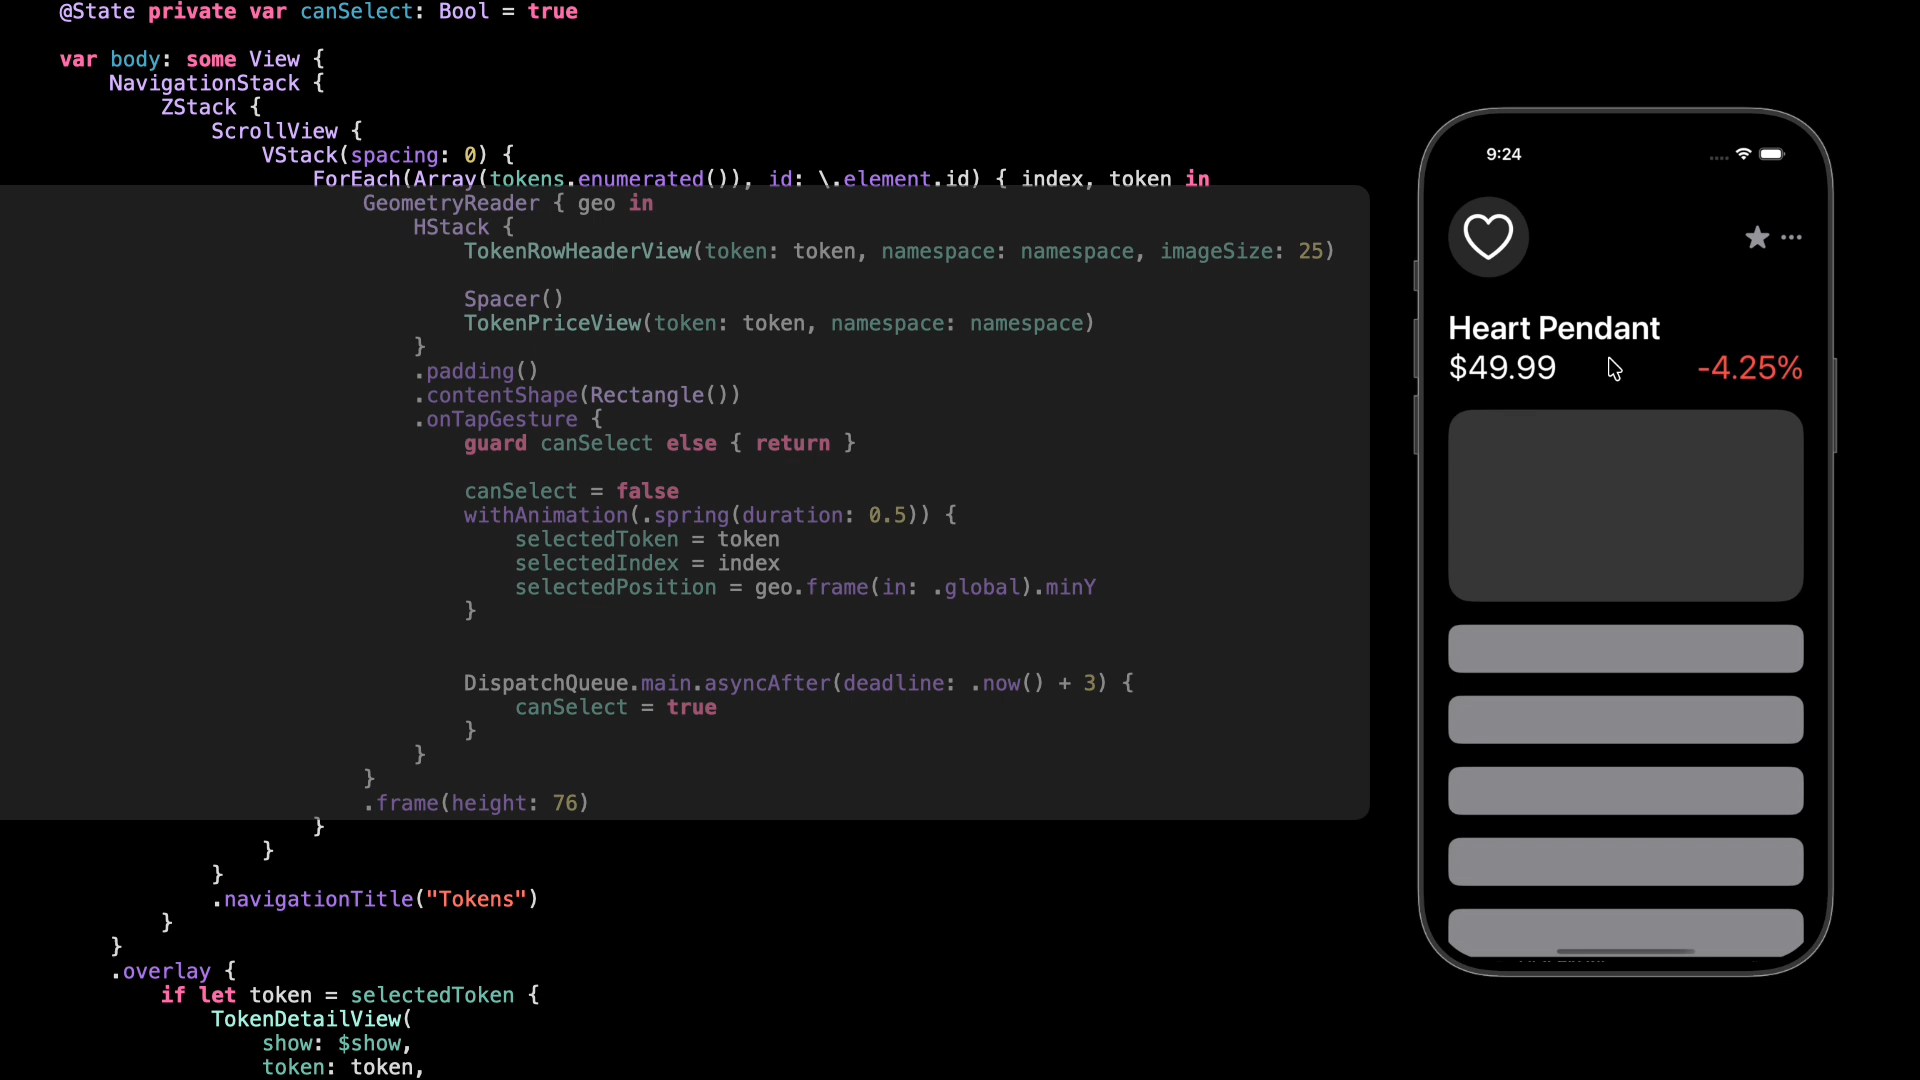 @State private var canSelect: Bool = true
var body: some View {
NavigationStack {
ZStack {
ScrollView {
VStack(spacing: 0) {
ForEach(Array(tokens.enumerated()), id: \.element.id) { index, token in
GeometryReader { geo in
HStack {
TokenRowHeaderView(token: token, namespace: namespace, imageSize: 25)
Spacer()
TokenPriceView(token: token, namespace: namespace)
}
.padding()
.contentShape(Rectangle())
.onTapGesture {
guard canSelect else { return }
canSelect = false
withAnimation(.spring(duration: 0.5)) {
selectedToken = token
selectedIndex = index
selectedPosition = geo.frame(in: .global).minY
}
DispatchQueue.main.asyncAfter(deadline: .now() + 3) {
canSelect = true
}
}
}
.frame(height: 76)
}
}
}
.navigationTitle("Tokens")
}
}
.overlay {
if let token = selectedToken {
TokenDetailView(
show: $show,
token: token,
9:24
Heart Pendant
$49.99
-4.25%